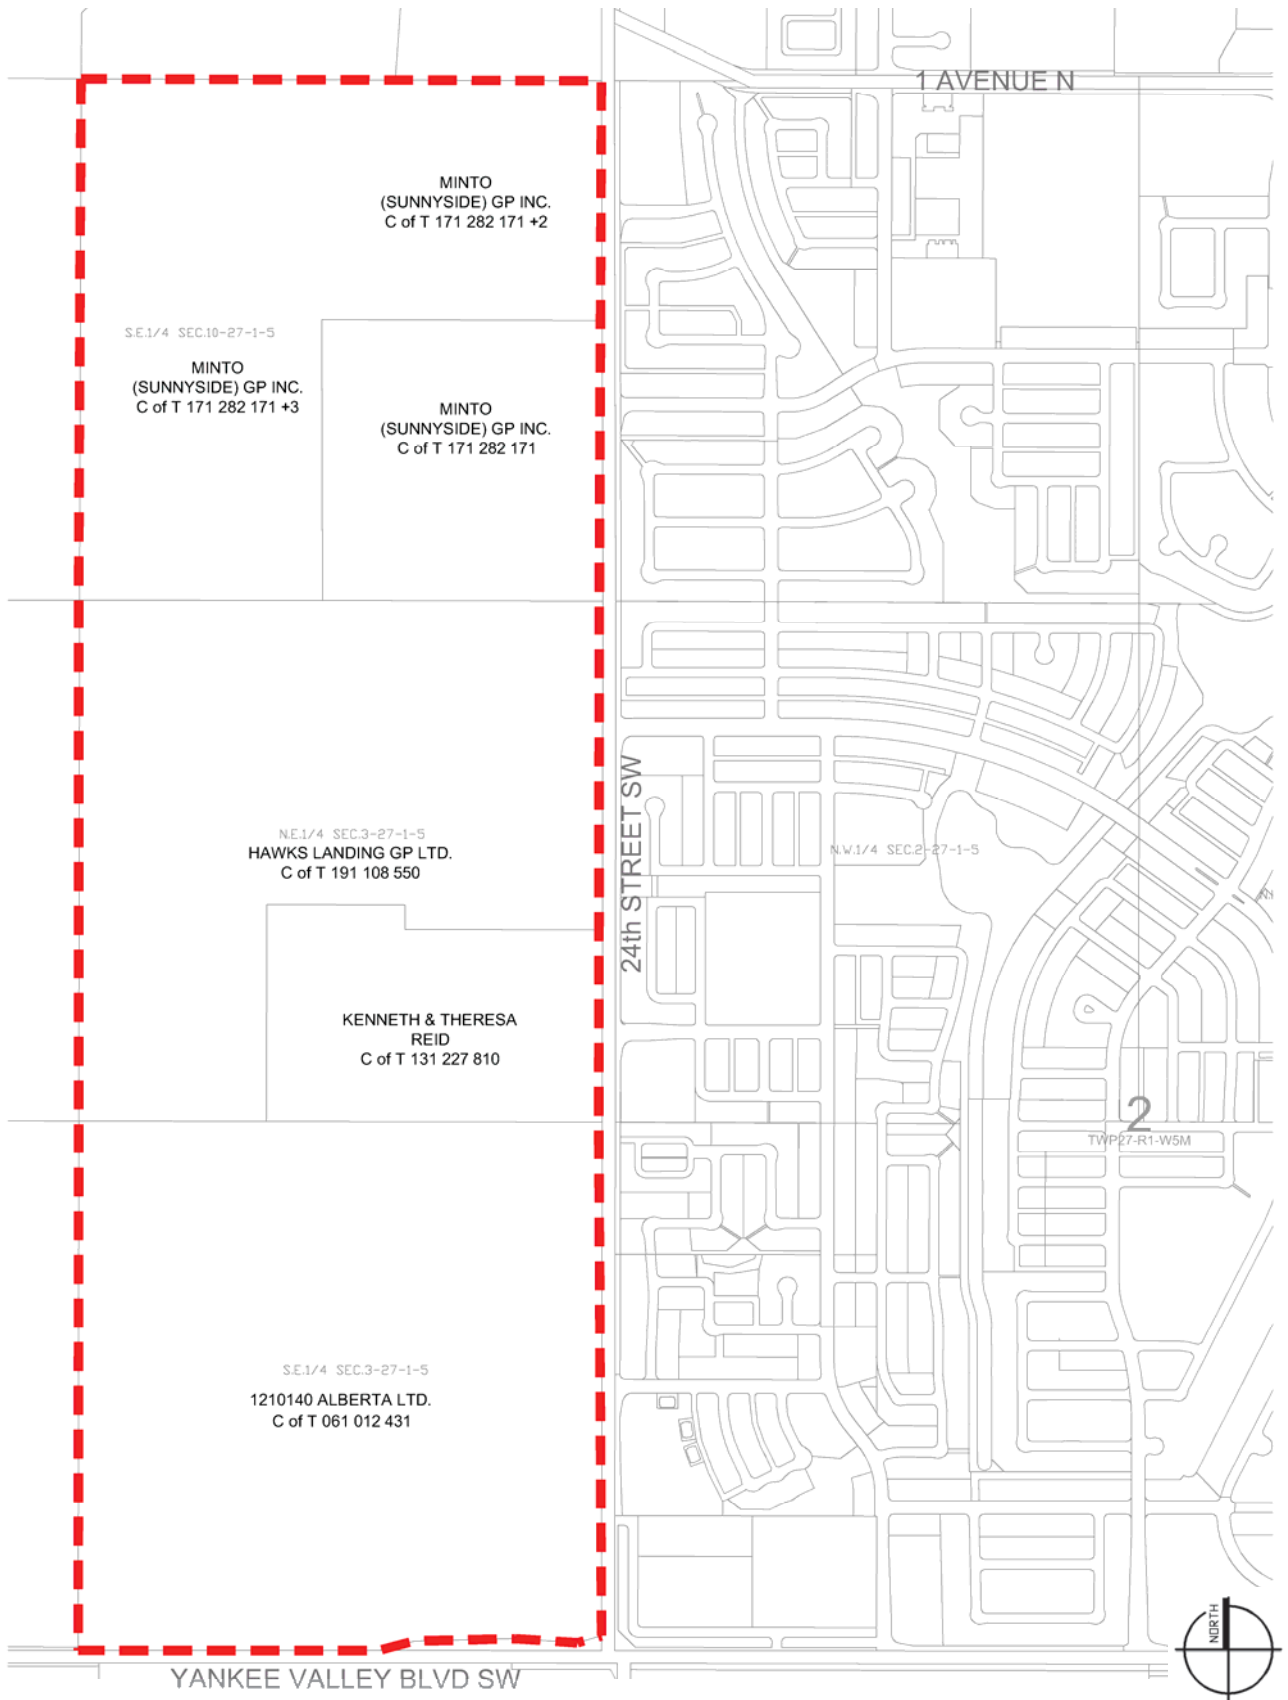 1 AVENUE N
MINTO
(SUNNYSIDE) GP INC.
C of T 171 282 171 +2
S.E.1/4 SEC.10-27-1-5
MINTO
(SUNNYSIDE) GP INC.
C of T 171 282 171 +3
MINTO
(SUNNYSIDE) GP INC.
C of T 171 282 171
24th STREET SW
N.E.1/4 SEC.3-27-1-5
HAWKS LANDING GP LTD.
C of T 191 108 550
N.W.1/4 SEC.2-27-1-5
KENNETH & THERESA
REID
C of T 131 227 810
2
TWP27-R1-W5M
S.E.1/4 SEC.3-27-1-5
1210140 ALBERTA LTD.
C of T 061 012 431
NORTH
YANKEE VALLEY BLVD SW